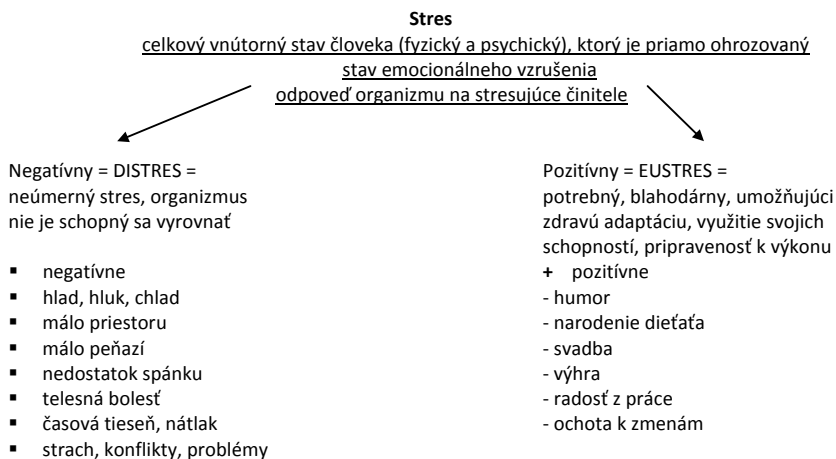 Stres
celkový vnútorný stav človeka (fyzický a psychický), ktorý je priamo ohrozovaný
stav emocionálneho vzrušenia
odpoveď organizmu na stresujúce činitele
Negatívny = DISTRES =
neúmerný stres, organizmus
nie je schopný sa vyrovnať
▪ negatívne
▪ hlad, hluk, chlad
▪ málo priestoru
▪ málo peňazí
▪ nedostatok spánku
▪ telesná bolesť
▪ časová tieseň, nátlak
▪ strach, konflikty, problémy
Pozitívny = EUSTRES =
potrebný, blahodárny, umožňujúci
zdravú adaptáciu, využitie svojich
schopností, pripravenosť k výkonu
+ pozitívne
- humor
- narodenie dieťaťa
- svadba
- výhra
- radosť z práce
- ochota k zmenám